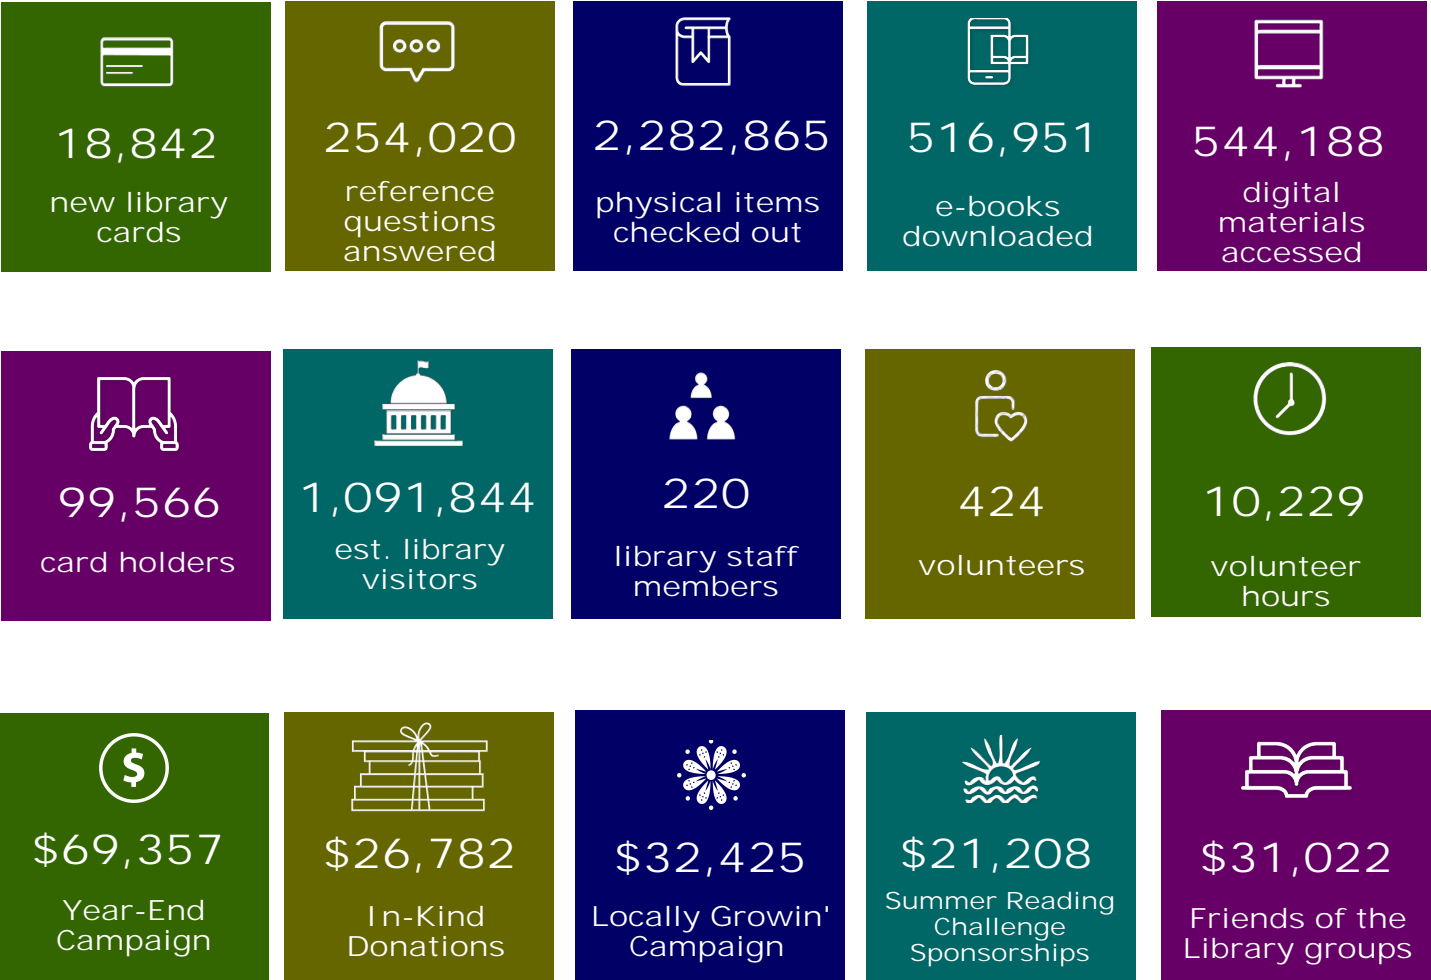 18,842
new library
cards
254,020
reference
questions
answered
2,282,865
physical items
checked out
516,951
e-books
downloaded
544,188
digital
materials
accessed
99,566
card holders
1,091,844
est. library
visitors
220
library staff
members
424
volunteers
10,229
volunteer
hours
$
$69,357
Year-End
Campaign
$26,782
In-Kind
Donations
$32,425
Locally Growin'
Campaign
$21,208
Summer Reading
Challenge
Sponsorships
$31,022
Friends of the
Library groups